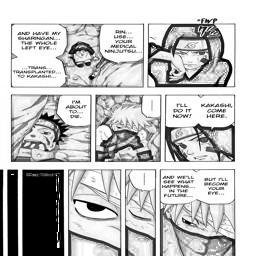 RIN...
USE...
YOUR
MEDICAL
NINJUTSU...
AND HAVE MY
SHARINGAN...
THE WHOLE
LEFT EYE...
...TRANS...
TRANSPLANTED...
TO KAKASHI...
FWP
I'M
ABOUT
TO...
DIE.
KAKASHI,
COME
HERE.
I'LL
DO IT
NOW!
BUT I'LL
BECOME
YOUR
EYE...
AND WE'LL
SEE WHAT
HAPPENS...
IN THE
FUTURE...